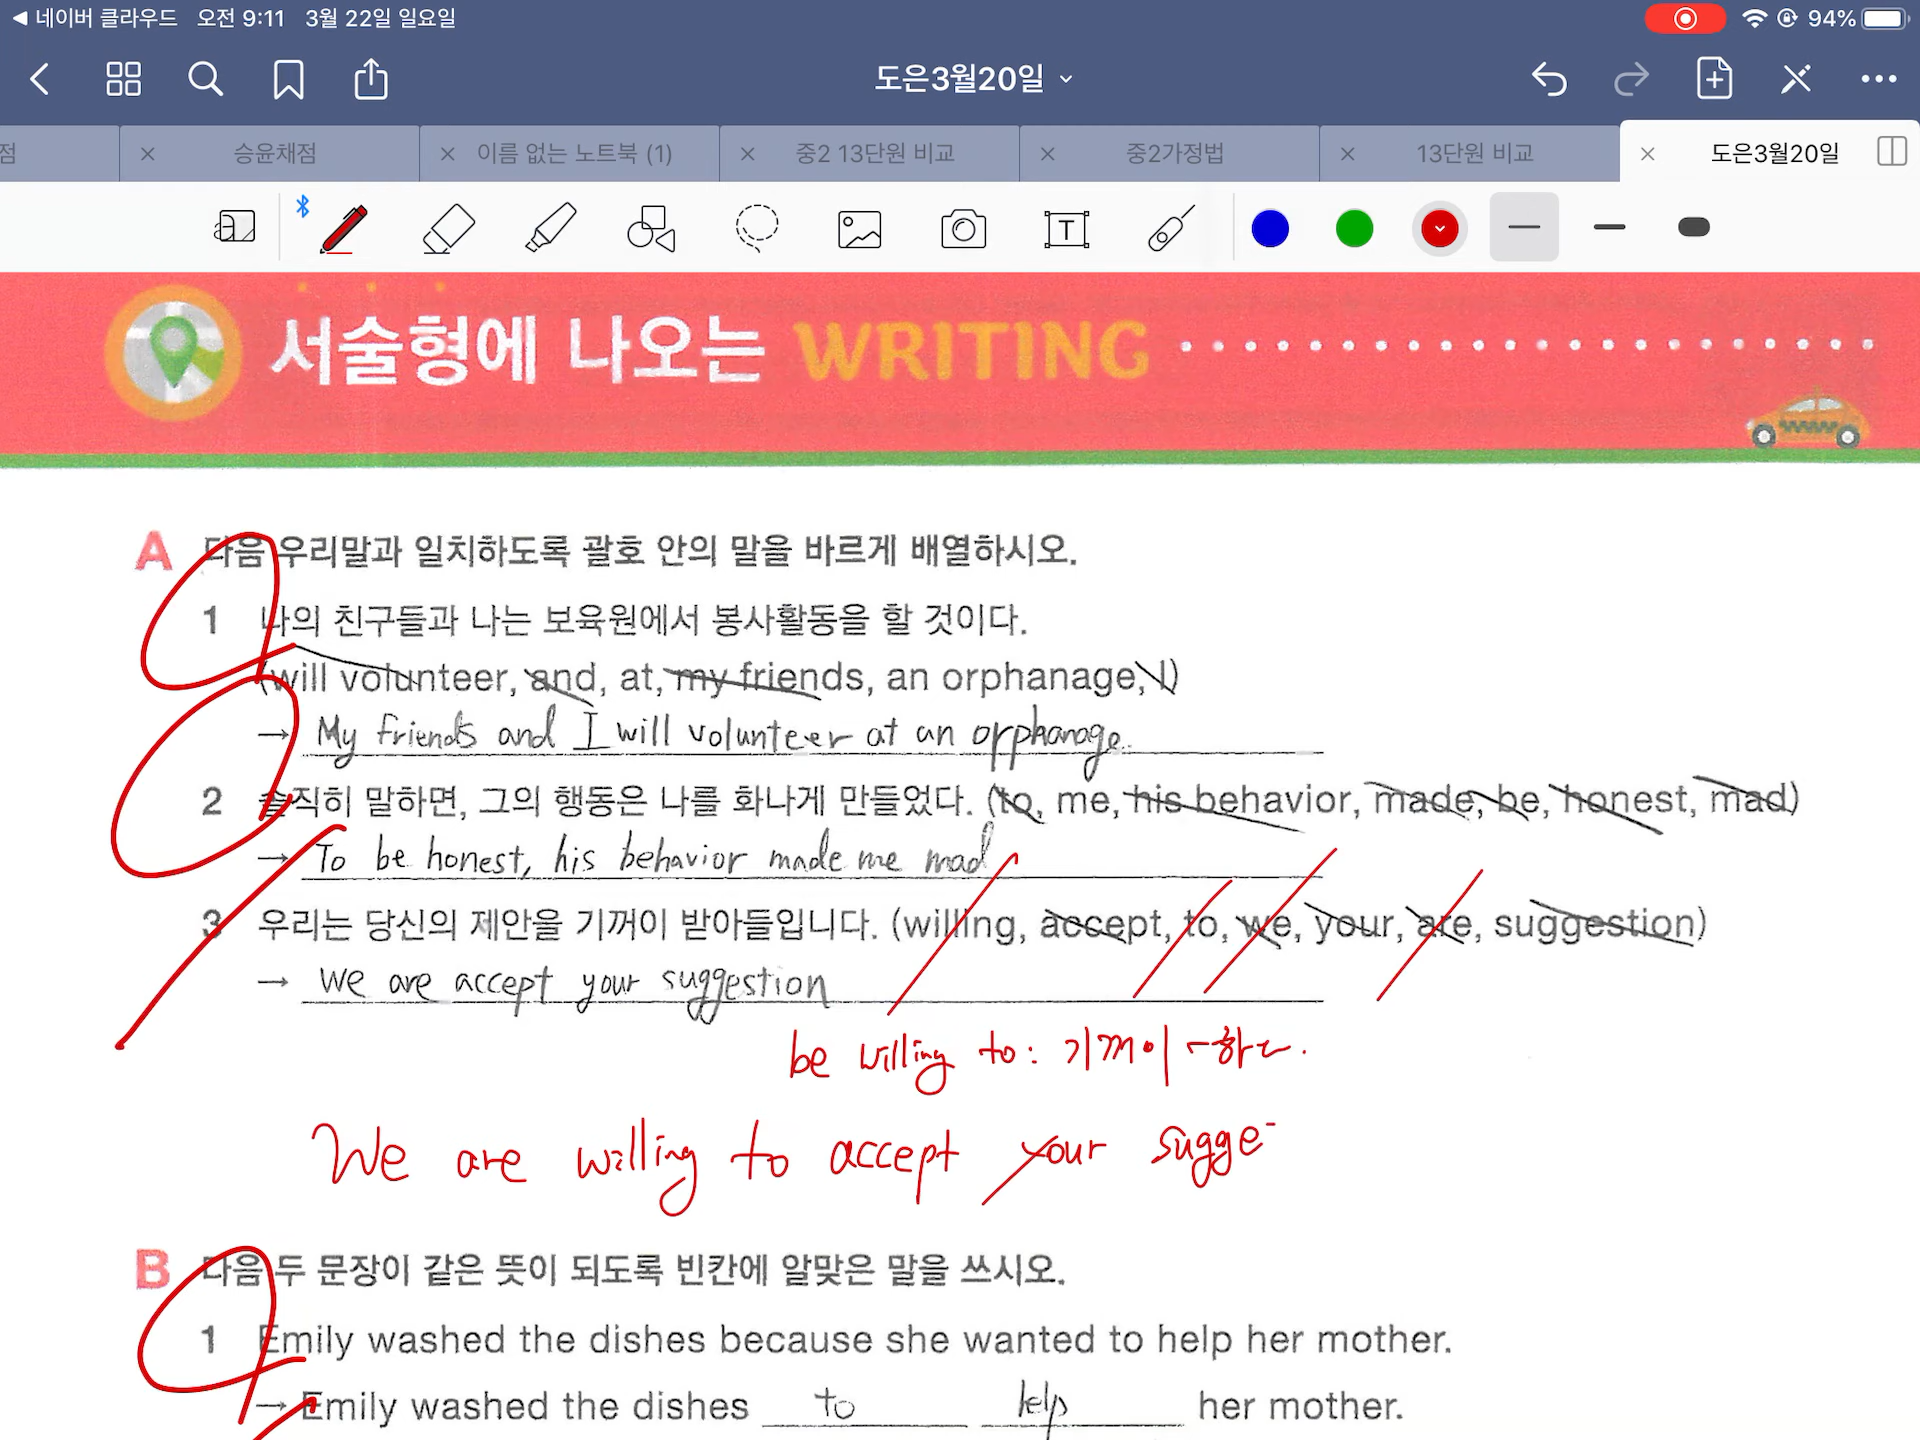 네이버 클라우드 오전 9:11 3월 22일 일요일 94%
도은3월20일
점 승윤채점 이름 없는 노트북 (1) 중2 13단원 비교 중2가정법 13단원 비교 도은3월20일
서술형에 나오는 WRITING
A 다음 우리말과 일치하도록 괄호 안의 말을 바르게 배열하시오.
1 나의 친구들과 나는 보육원에서 봉사활동을 할 것이다.
(will volunteer, and, at, my friends, an orphanage, I)
→ My friends and I will volunteer at an orphanage.
2 솔직히 말하면, 그의 행동은 나를 화나게 만들었다. (to, me, his behavior, made, be, honest, mad)
→ To be honest, his behavior made me mad
3 우리는 당신의 제안을 기꺼이 받아들입니다. (willing, accept, to, we, your, are, suggestion)
→ We are accept your suggestion
be willing to: 기꺼이 ~하다.
We are willing to accept your sugge-
B 다음 두 문장이 같은 뜻이 되도록 빈칸에 알맞은 말을 쓰시오.
1 Emily washed the dishes because she wanted to help her mother.
→ Emily washed the dishes to help her mother.